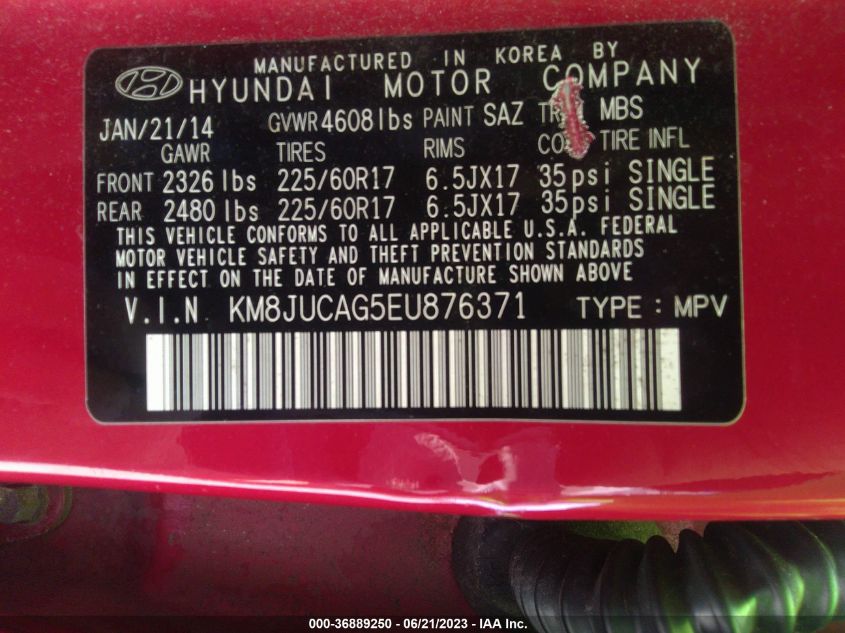 MANUFACTURED IN KOREA BY
HYUNDAI MOTOR COMPANY
JAN/21/14 GVWR 4608 lbs PAINT SAZ MBS
GAWR TIRES RIMS TIRE INFL
FRONT 2326 lbs 225/60R17 6.5JX17 35psi SINGLE
REAR 2480 lbs 225/60R17 6.5JX17 35psi SINGLE
THIS VEHICLE CONFORMS TO ALL APPLICABLE U.S.A. FEDERAL
MOTOR VEHICLE SAFETY AND THEFT PREVENTION STANDARDS
IN EFFECT ON THE DATE OF MANUFACTURE SHOWN ABOVE
V.I.N KM8JUCAG5EU876371 TYPE : MPV
000-36889250 - 06/21/2023 - IAA Inc.